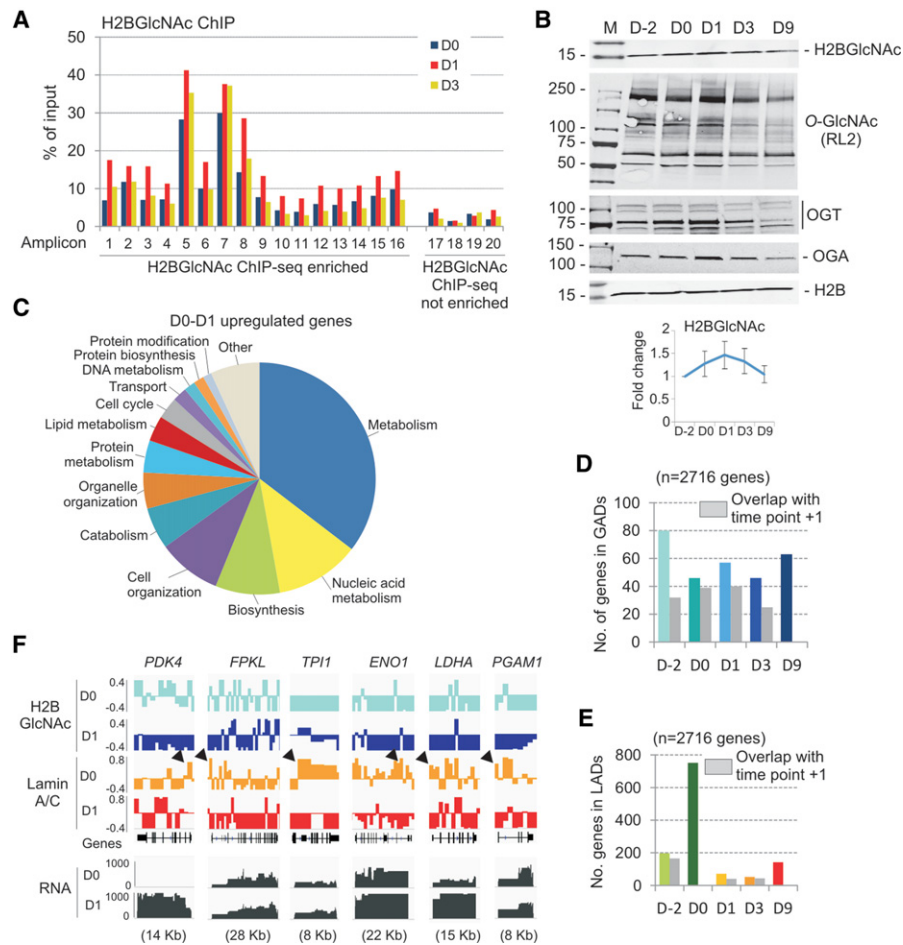 A
H2BGlcNAc ChIP
% of input
50
40
30
20
10
0
D0
D1
D3
Amplicon
1 2 3 4 5 6 7 8 9 10 11 12 13 14 15 16
17 18 19 20
H2BGlcNAc ChIP-seq enriched
H2BGlcNAc
ChIP-seq
not enriched
B
M D-2 D0 D1 D3 D9
15 -
- H2BGlcNAc
250 -
100 -
75 -
50 -
O-GlcNAc
(RL2)
100 -
75 -
OGT
150 -
100 -
- OGA
15 -
- H2B
H2BGlcNAc
Fold change
2
1.5
1
0.5
0
D-2 D0 D1 D3 D9
C
D0-D1 upregulated genes
Protein modification
Protein biosynthesis
DNA metabolism
Transport
Cell cycle
Lipid metabolism
Protein
metabolism
Organelle
organization
Catabolism
Cell
organization
Biosynthesis
Nucleic acid
metabolism
Metabolism
Other
D
(n=2716 genes)
No. of genes in GADs
100
80
60
40
20
0
Overlap with
time point +1
D-2 D0 D1 D3 D9
E
(n=2716 genes)
No. genes in LADs
800
600
400
200
0
Overlap with
time point +1
D-2 D0 D1 D3 D9
F
PDK4 FPKL TPI1 ENO1 LDHA PGAM1
H2B
GlcNAc
D0
0.4
-0.4
D1
0.4
-0.4
Lamin
A/C
D0
0.8
-0.4
D1
0.8
-0.4
Genes
RNA
D0
1000
0
D1
1000
0
(14 Kb) (28 Kb) (8 Kb) (22 Kb) (15 Kb) (8 Kb)